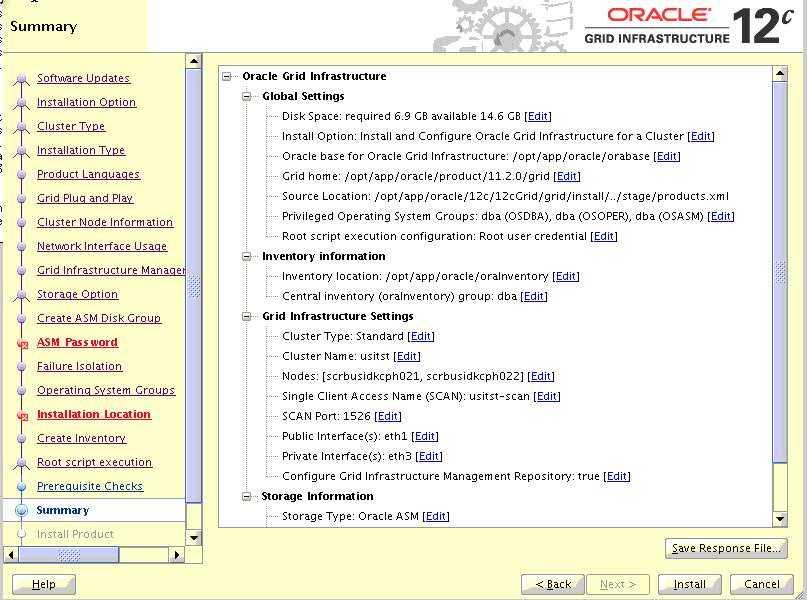 Summary
ORACLE 12c
GRID INFRASTRUCTURE
Software Updates
Installation Option
Cluster Type
Installation Type
Product Languages
Grid Plug and Play
Cluster Node Information
Network Interface Usage
Grid Infrastructure Manager
Storage Option
Create ASM Disk Group
ASM Password
Failure Isolation
Operating System Groups
Installation Location
Create Inventory
Root script execution
Prerequisite Checks
Summary
Install Product
Oracle Grid Infrastructure
Global Settings
Disk Space: required 6.9 GB available 14.6 GB [Edit]
Install Option: Install and Configure Oracle Grid Infrastructure for a Cluster [Edit]
Oracle base for Oracle Grid Infrastructure: /opt/app/oracle/orabase [Edit]
Grid home: /opt/app/oracle/product/11.2.0/grid [Edit]
Source Location: /opt/app/oracle/12c/12cGrid/grid/install/../stage/products.xml
Privileged Operating System Groups: dba (OSDBA), dba (OSOPER), dba (OSASM) [Edit]
Root script execution configuration: Root user credential [Edit]
Inventory information
Inventory location: /opt/app/oracle/oraInventory [Edit]
Central inventory (oraInventory) group: dba [Edit]
Grid Infrastructure Settings
Cluster Type: Standard [Edit]
Cluster Name: usitst [Edit]
Nodes: [scrbusidkcph021, scrbusidkcph022] [Edit]
Single Client Access Name (SCAN): usitst-scan [Edit]
SCAN Port: 1526 [Edit]
Public Interface(s): eth1 [Edit]
Private Interface(s): eth3 [Edit]
Configure Grid Infrastructure Management Repository: true [Edit]
Storage Information
Storage Type: Oracle ASM [Edit]
Save Response File...
Help
< Back
Next >
Install
Cancel